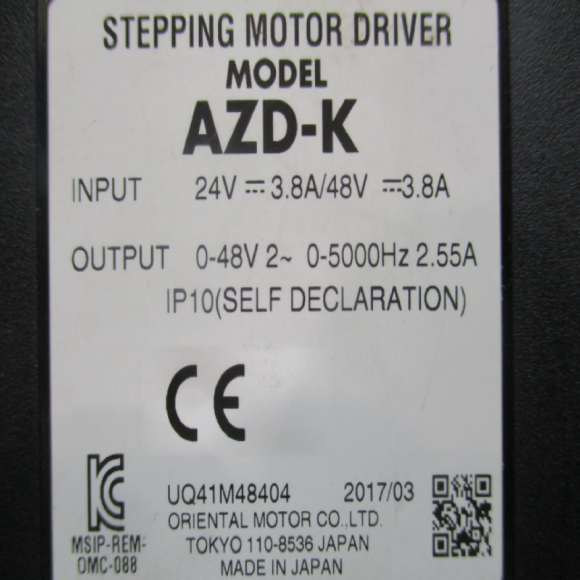 STEPPING MOTOR DRIVER
MODEL
AZD-K
INPUT 24V ⎓ 3.8A/48V ⎓3.8A
OUTPUT 0-48V 2~ 0-5000Hz 2.55A
IP10(SELF DECLARATION)
CE
KC
MSIP-REM-
OMC-088
UQ41M48404 2017/03
ORIENTAL MOTOR CO.,LTD.
TOKYO 110-8536 JAPAN
MADE IN JAPAN